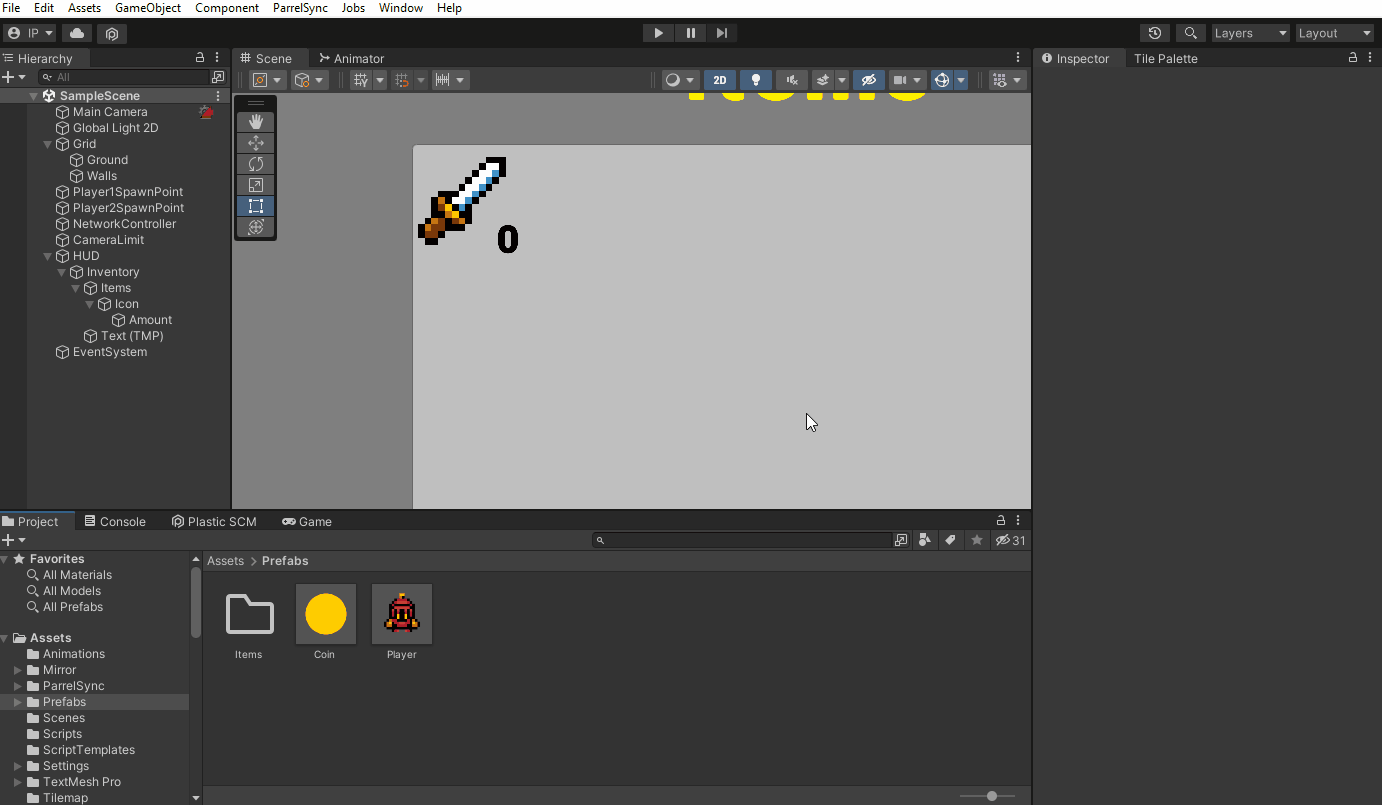 File Edit Assets GameObject Component ParrelSync Jobs Window Help
IP Layers Layout
Hierarchy Scene Animator Inspector Tile Palette
All 2D
SampleScene
Main Camera
Global Light 2D
Grid
Ground
Walls
Player1SpawnPoint
Player2SpawnPoint
NetworkController
CameraLimit
HUD
Inventory
Items
Icon
Amount
Text (TMP)
EventSystem
0
Project Console Plastic SCM Game
31
Favorites
All Materials
All Models
All Prefabs
Assets
Animations
Mirror
ParrelSync
Prefabs
Scenes
Scripts
ScriptTemplates
Settings
TextMesh Pro
Tilemap
Assets > Prefabs
Items Coin Player